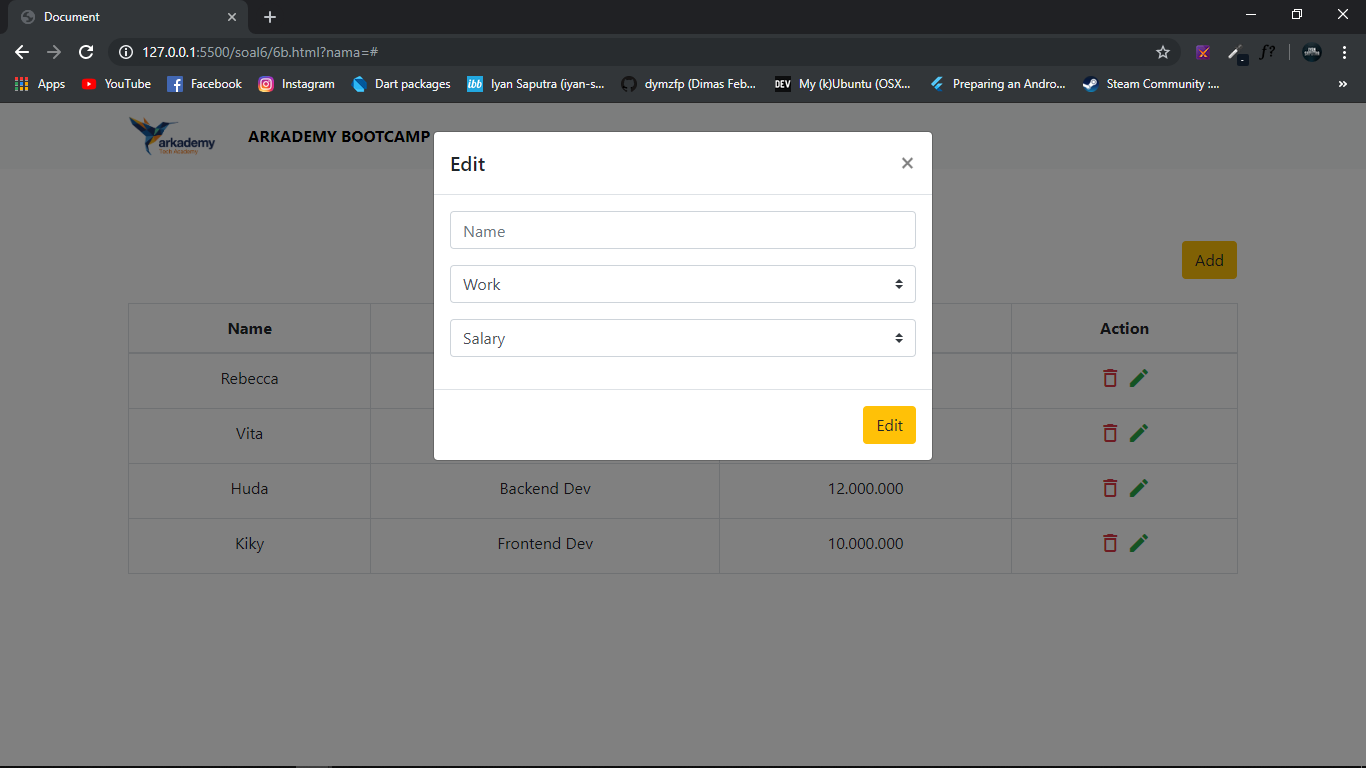 Document
127.0.0.1:5500/soal6/6b.html?nama=#
f?
Apps YouTube Facebook Instagram Dart packages Iyan Saputra (iyan-s... dymzfp (Dimas Feb... My (k)Ubuntu (OSX... Preparing an Andro... Steam Community :... »
ibb DEV
arkademy
Tech Academy
ARKADEMY BOOTCAMP
Edit ×
Name
Work
Salary
Edit
Add
Name Action
Rebecca
Vita
Huda Backend Dev 12.000.000
Kiky Frontend Dev 10.000.000